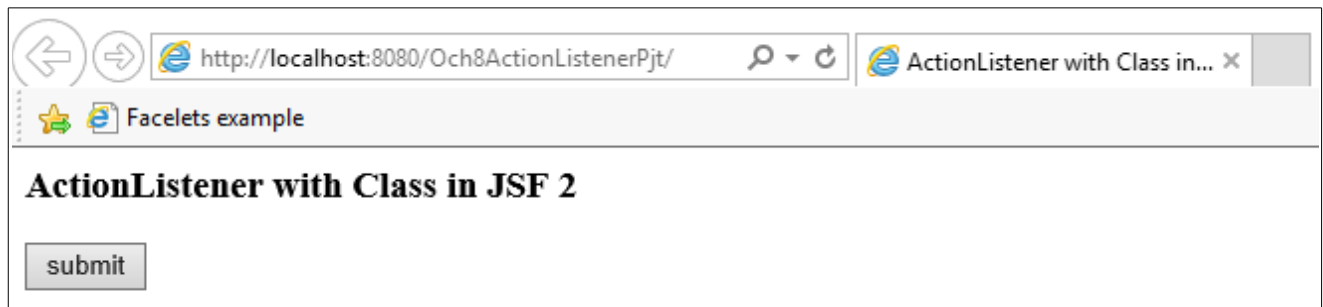 http://localhost:8080/Och8ActionListenerPjt/
ActionListener with Class in...
Facelets example
ActionListener with Class in JSF 2
submit